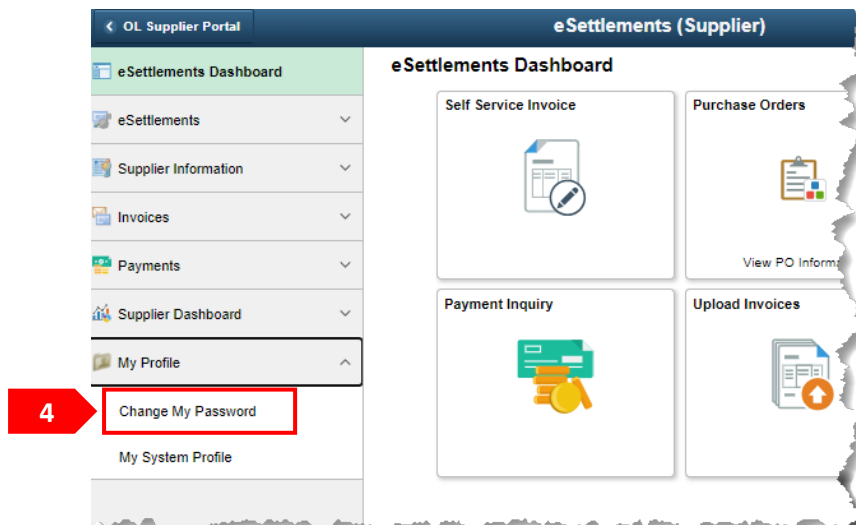 OL Supplier Portal
eSettlements (Supplier)
eSettlements Dashboard
eSettlements
Supplier Information
Invoices
Payments
Supplier Dashboard
My Profile
4
Change My Password
My System Profile
eSettlements Dashboard
Self Service Invoice
Purchase Orders
View PO
Payment Inquiry
Upload Invoices